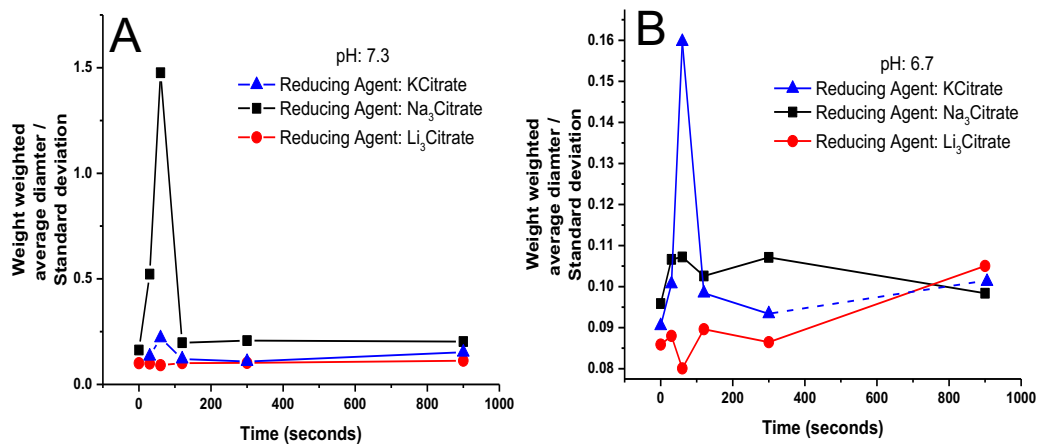 A
pH: 7.3
Reducing Agent: KCitrate
Reducing Agent: Na₃Citrate
Reducing Agent: Li₃Citrate
Weight weighted
average diamter /
Standard deviation
1.5
1.0
0.5
0.0
0 200 400 600 800 1000
Time (seconds)
B
pH: 6.7
Reducing Agent: KCitrate
Reducing Agent: Na₃Citrate
Reducing Agent: Li₃Citrate
Weight weighted
average diamter /
Standard deviation
0.16
0.15
0.14
0.13
0.12
0.11
0.10
0.09
0.08
0 200 400 600 800 1000
Time (seconds)